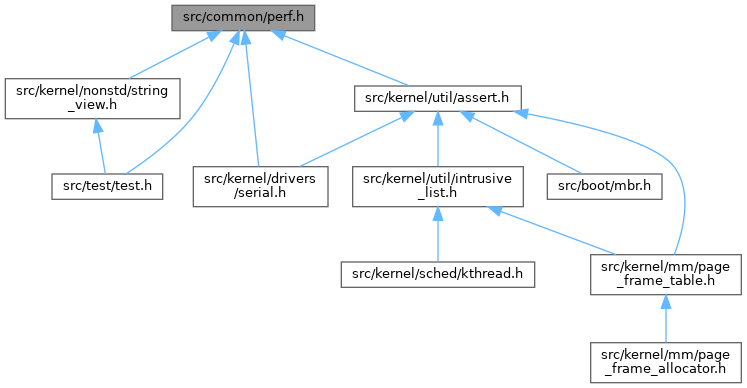 src/common/perf.h
src/kernel/nonstd/string
_view.h
src/kernel/util/assert.h
src/test/test.h
src/kernel/drivers
/serial.h
src/kernel/util/intrusive
_list.h
src/boot/mbr.h
src/kernel/sched/kthread.h
src/kernel/mm/page
_frame_table.h
src/kernel/mm/page
_frame_allocator.h